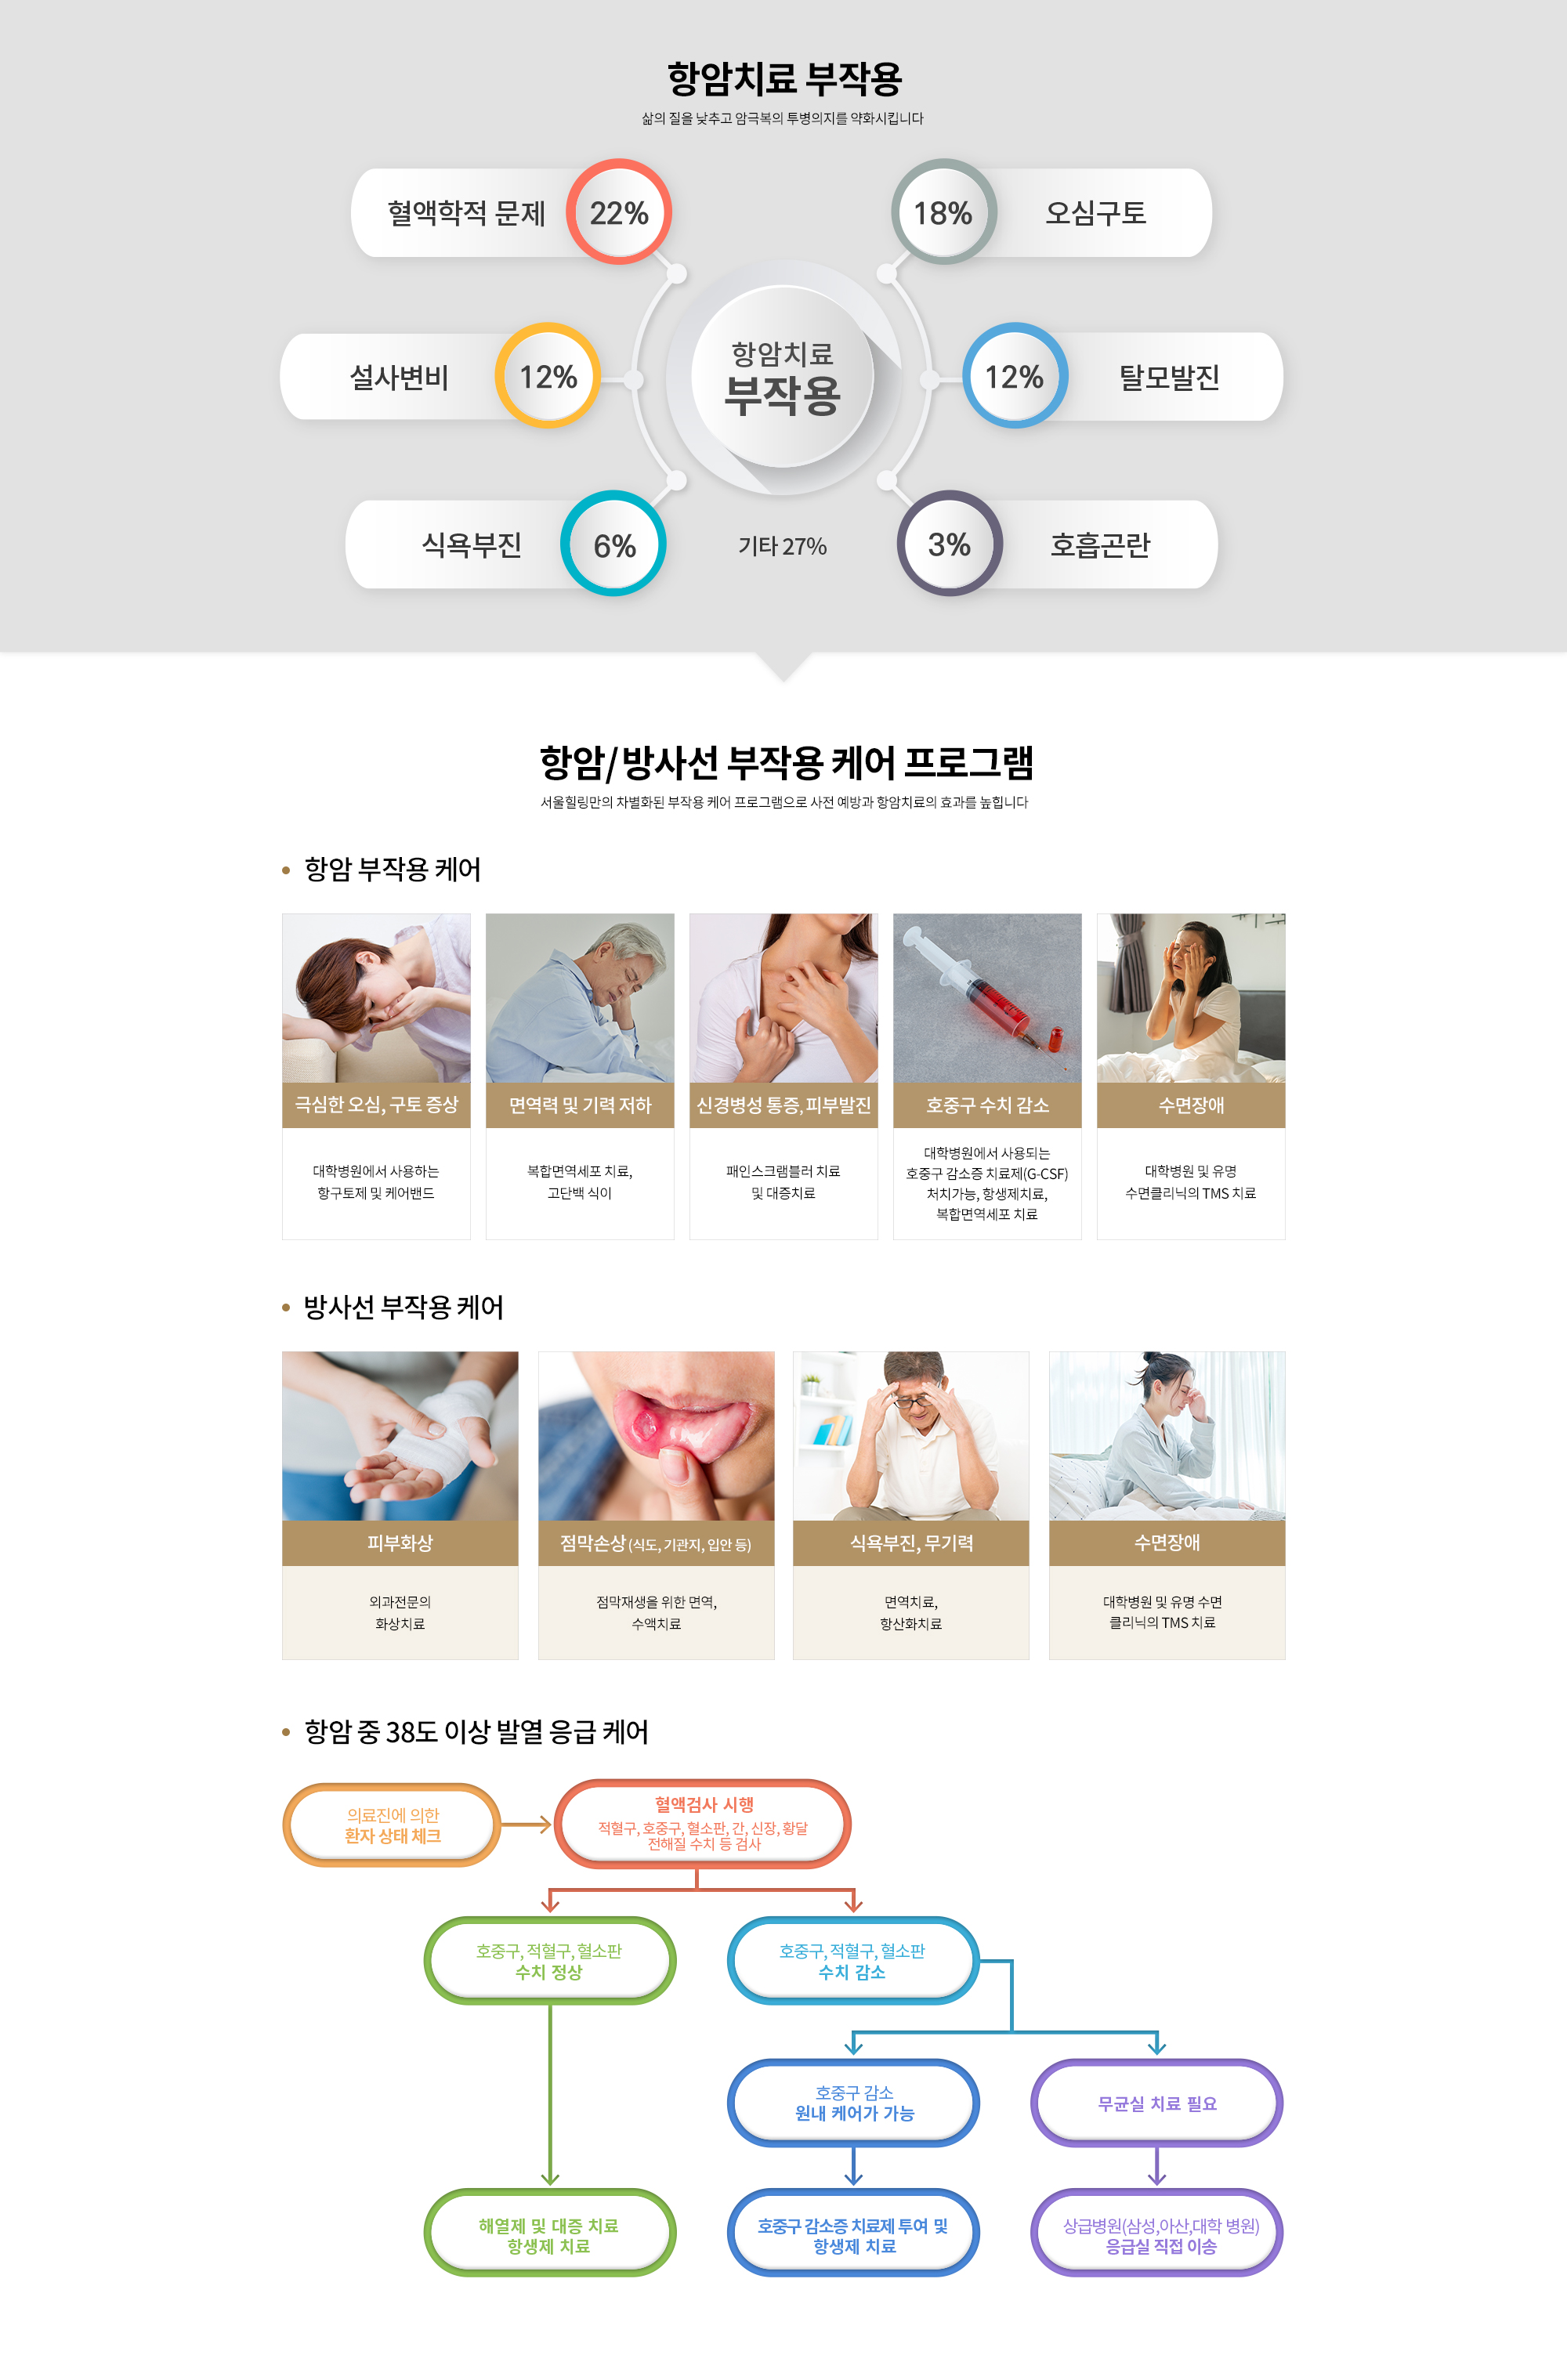 항암치료 부작용
삶의 질을 낮추고 암극복의 투병의지를 약화시킵니다
혈액학적 문제
22%
18%
오심구토
설사변비
12%
항암치료
부작용
12%
탈모발진
식욕부진
6%
기타 27%
3%
호흡곤란
항암/방사선 부작용 케어 프로그램
서울힐링만의 차별화된 부작용 케어 프로그램으로 사전 예방과 항암치료의 효과를 높힙니다
항암 부작용 케어
극심한 오심, 구토 증상
대학병원에서 사용하는
항구토제 및 케어밴드
면역력 및 기력 저하
복합면역세포 치료,
고단백 식이
신경병성 통증, 피부발진
패인스크램블러 치료
및 대증치료
호중구 수치 감소
대학병원에서 사용되는
호중구 감소증 치료제(G-CSF)
처치가능, 항생제치료,
복합면역세포 치료
수면장애
대학병원 및 유명
수면클리닉의 TMS 치료
방사선 부작용 케어
피부화상
외과전문의
화상치료
점막손상 (식도, 기관지, 입안 등)
점막재생을 위한 면역,
수액치료
식욕부진, 무기력
면역치료,
항산화치료
수면장애
대학병원 및 유명 수면
클리닉의 TMS 치료
항암 중 38도 이상 발열 응급 케어
의료진에 의한
환자 상태 체크
혈액검사 시행
적혈구, 호중구, 혈소판, 간, 신장, 황달
전해질 수치 등 검사
호중구, 적혈구, 혈소판
수치 정상
호중구, 적혈구, 혈소판
수치 감소
호중구 감소
원내 케어가 가능
무균실 치료 필요
해열제 및 대증 치료
항생제 치료
호중구 감소증 치료제 투여 및
항생제 치료
상급병원(삼성,아산,대학 병원)
응급실 직접 이송